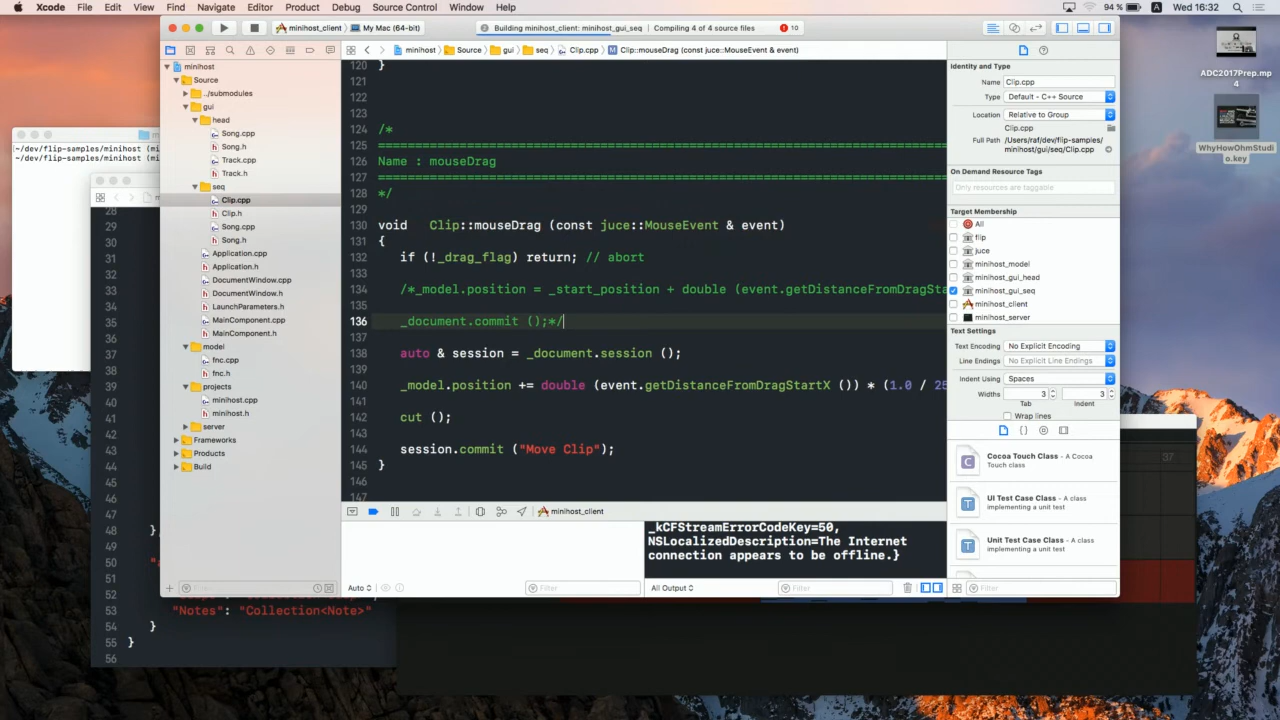 Xcode File Edit View Find Navigate Editor Product Debug Source Control Window Help 94 % A Wed 16:32
minihost_client My Mac (64-bit) Building minihost_client: minihost_gui_seq Compiling 4 of 4 source files 10
minihost Source gui seq Clip.cpp Clip::mouseDrag (const juce::MouseEvent & event)
minihost
Source
../submodules
gui
head
Song.cpp
Song.h
Track.cpp
Track.h
seq
Clip.cpp
Clip.h
Song.cpp
Song.h
Application.cpp
Application.h
DocumentWindow.cpp
DocumentWindow.h
LaunchParameters.h
MainComponent.cpp
MainComponent.h
model
fnc.cpp
fnc.h
projects
minihost.cpp
minihost.h
server
Frameworks
Products
Build
120 }
121
122
123
124 /*
125 ==============================================================================
126 Name : mouseDrag
127 ==============================================================================
128 */
129
130 void Clip::mouseDrag (const juce::MouseEvent & event)
131 {
132 if (!_drag_flag) return; // abort
133
134 /*_model.position = _start_position + double (event.getDistanceFromDragSta
135
136 _document.commit ();*/
137
138 auto & session = _document.session ();
139
140 _model.position += double (event.getDistanceFromDragStartX ()) * (1.0 / 25
141
142 cut ();
143
144 session.commit ("Move Clip");
145 }
146
147
minihost_client
_kCFStreamErrorCodeKey=50,
NSLocalizedDescription=The Internet
connection appears to be offline.}
Auto Filter All Output Filter
Identity and Type
Name Clip.cpp
Type Default - C++ Source
Location Relative to Group
Clip.cpp
Full Path /Users/raf/dev/flip-samples/
minihost/gui/seq/Clip.cpp
On Demand Resource Tags
Only resources are taggable
Target Membership
All
flip
juce
minihost_model
minihost_gui_head
minihost_gui_seq
minihost_client
minihost_server
Text Settings
Text Encoding No Explicit Encoding
Line Endings No Explicit Line Endings
Indent Using Spaces
Widths 3 3
Tab Indent
Wrap lines
{ }
C Cocoa Touch Class - A Cocoa
Touch class
T UI Test Case Class - A class
implementing a unit test
T Unit Test Case Class - A class
implementing a unit test
Filter
ADC2017Prep.mp
4
WhyHowOhmStudi
o.key
~/dev/flip-samples/minihost (mi
~/dev/flip-samples/minihost (mi
28
29
30
31
32
33
34
35
36
37
38
39
40
41
42
43
44
45
46
47
48 },
49
50
51
52
53 "Notes": "Collection<Note>"
54 }
55 }
56
37